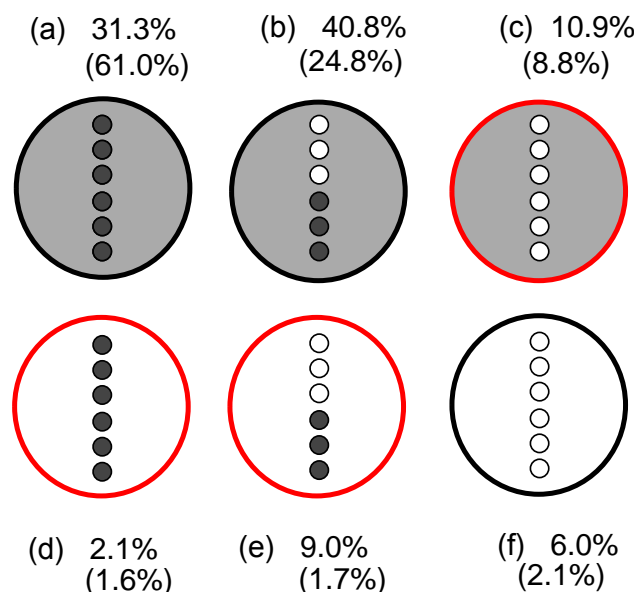 (a) 31.3%
(61.0%)
(b) 40.8%
(24.8%)
(c) 10.9%
(8.8%)
(d) 2.1%
(1.6%)
(e) 9.0%
(1.7%)
(f) 6.0%
(2.1%)